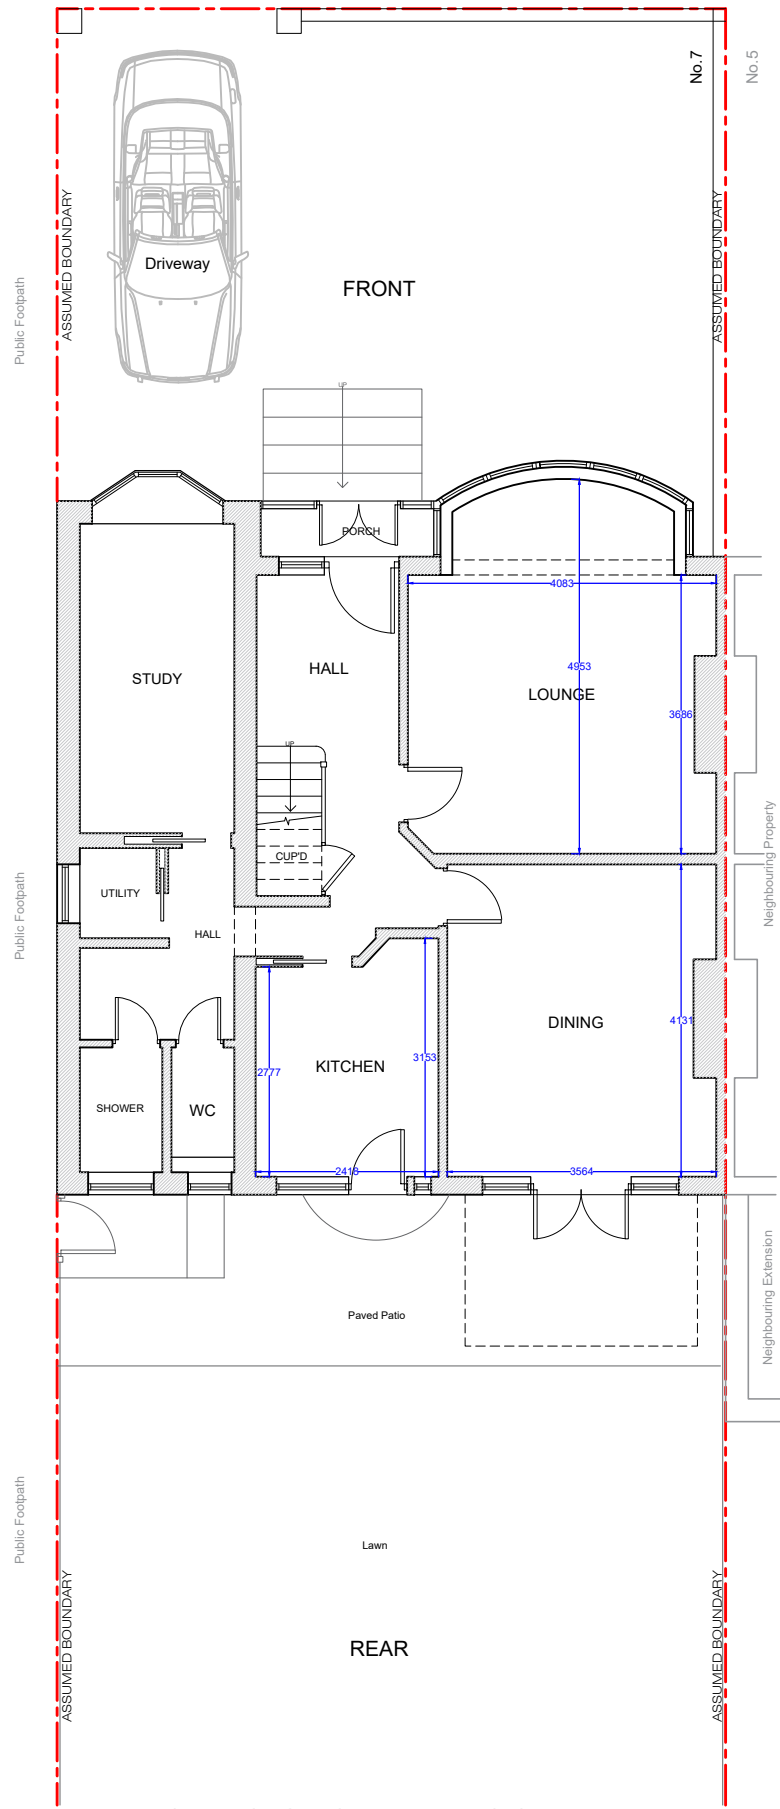 No.7
No.5
ASSUMED BOUNDARY
ASSUMED BOUNDARY
Driveway
FRONT
Public Footpath
UP
PORCH
4083
HALL
STUDY
4953
LOUNGE
3686
UP
CUP'D
UTILITY
HALL
Public Footpath
Neighbouring Property
DINING
4131
KITCHEN
3153
2777
SHOWER
WC
2418
3564
Paved Patio
Neighbouring Extension
Public Footpath
Lawn
ASSUMED BOUNDARY
ASSUMED BOUNDARY
REAR